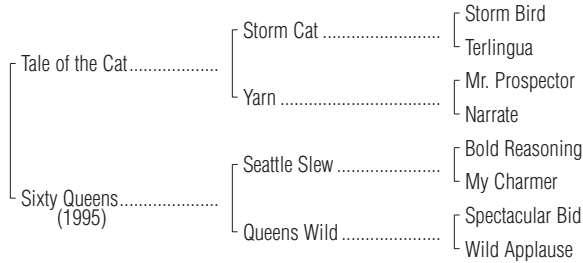 Storm Bird
Storm Cat ........................
Terlingua
Tale of the Cat..................
Mr. Prospector
Yarn .................................
Narrate
Bold Reasoning
Seattle Slew .....................
My Charmer
Sixty Queens....................
(1995)
Spectacular Bid
Queens Wild ....................
Wild Applause